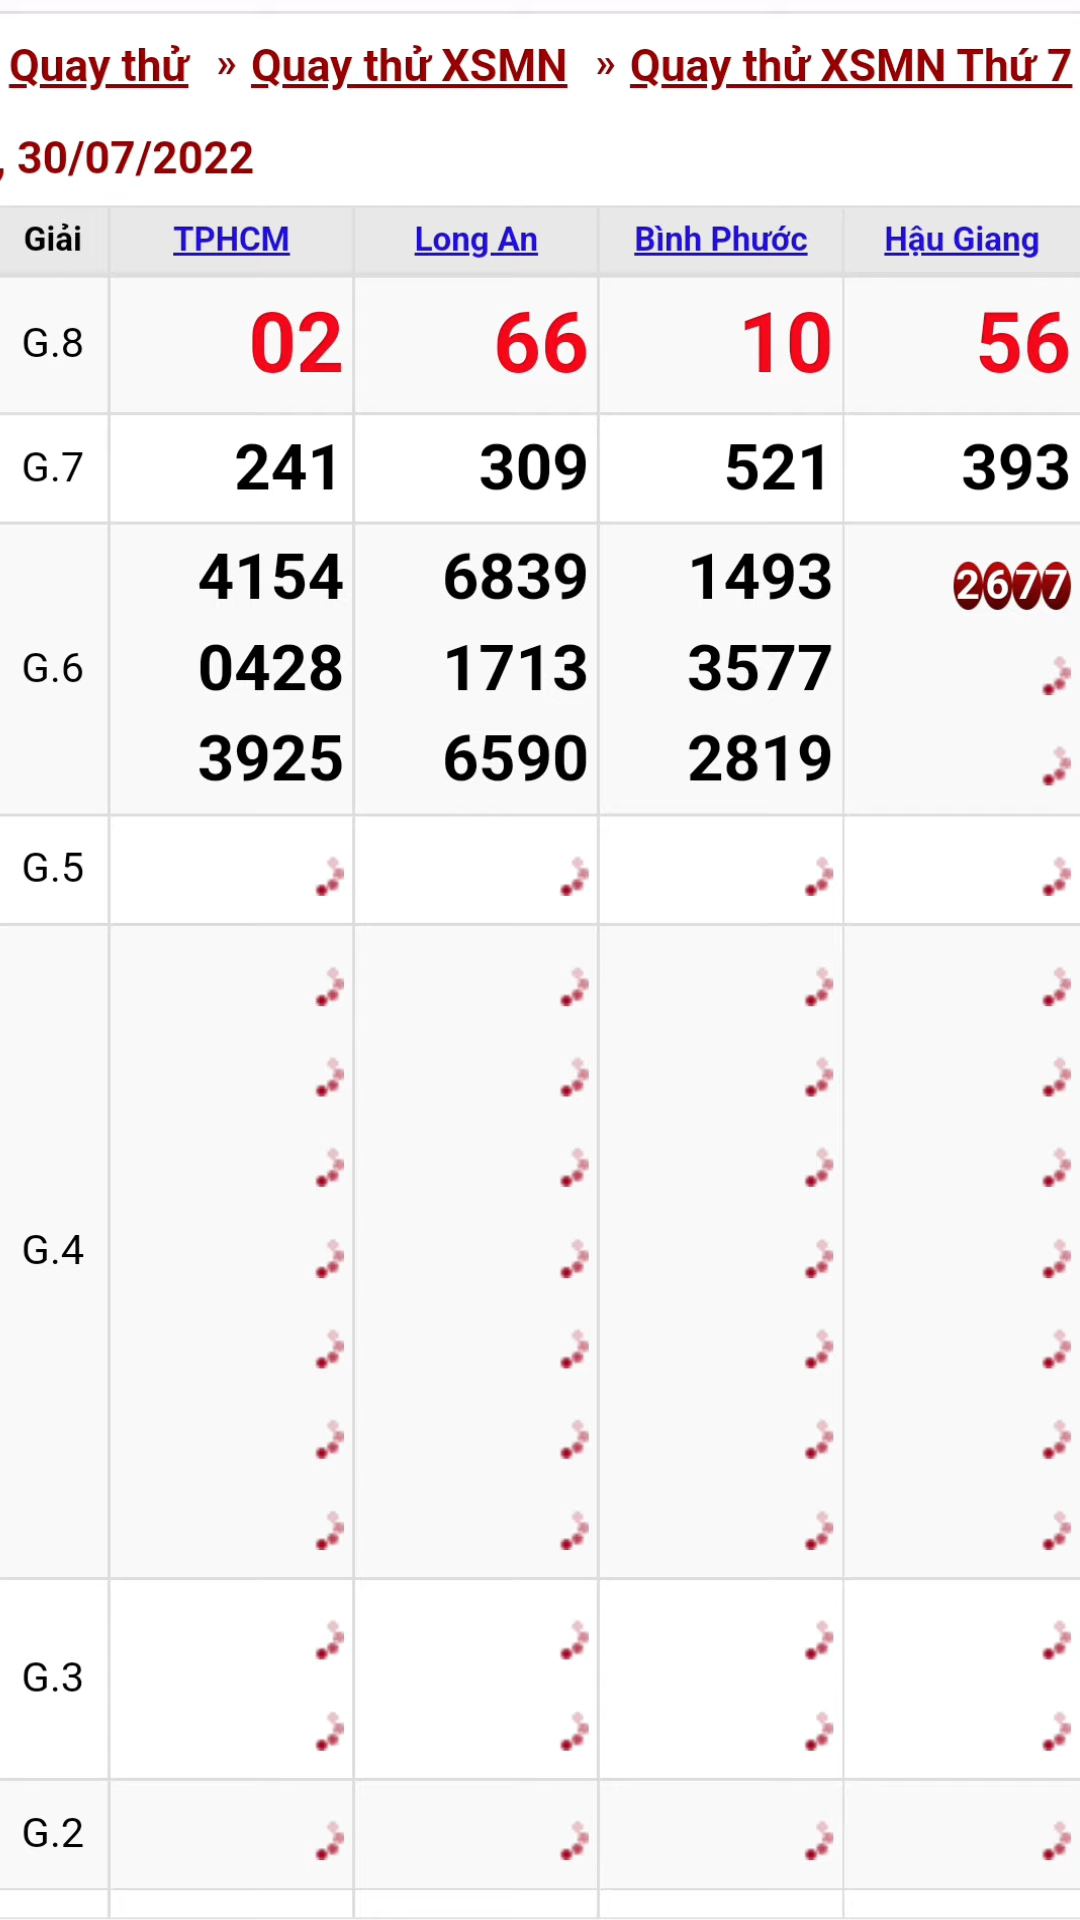 Quay thử » Quay thử XSMN » Quay thử XSMN Thứ 7
, 30/07/2022
Giải TPHCM Long An Bình Phước Hậu Giang
G.8 02 66 10 56
G.7 241 309 521 393
G.6 4154 6839 1493 2677
0428 1713 3577
3925 6590 2819
G.5
G.4
G.3
G.2